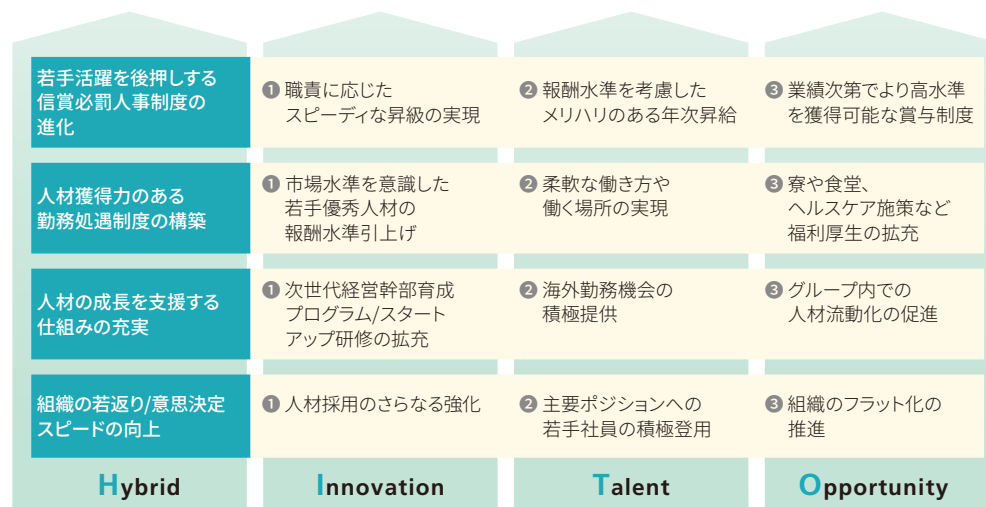 若手活躍を後押しする
信賞必罰人事制度の
進化
❶ 職責に応じた
スピーディな昇級の実現
❷ 報酬水準を考慮した
メリハリのある年次昇給
❸ 業績次第でより高水準
を獲得可能な賞与制度
人材獲得力のある
勤務処遇制度の構築
❶ 市場水準を意識した
若手優秀人材の
報酬水準引上げ
❷ 柔軟な働き方や
働く場所の実現
❸ 寮や食堂、
ヘルスケア施策など
福利厚生の拡充
人材の成長を支援する
仕組みの充実
❶ 次世代経営幹部育成
プログラム/スタート
アップ研修の拡充
❷ 海外勤務機会の
積極提供
❸ グループ内での
人材流動化の促進
組織の若返り/意思決定
スピードの向上
❶ 人材採用のさらなる強化
❷ 主要ポジションへの
若手社員の積極登用
❸ 組織のフラット化の
推進
Hybrid
Innovation
Talent
Opportunity